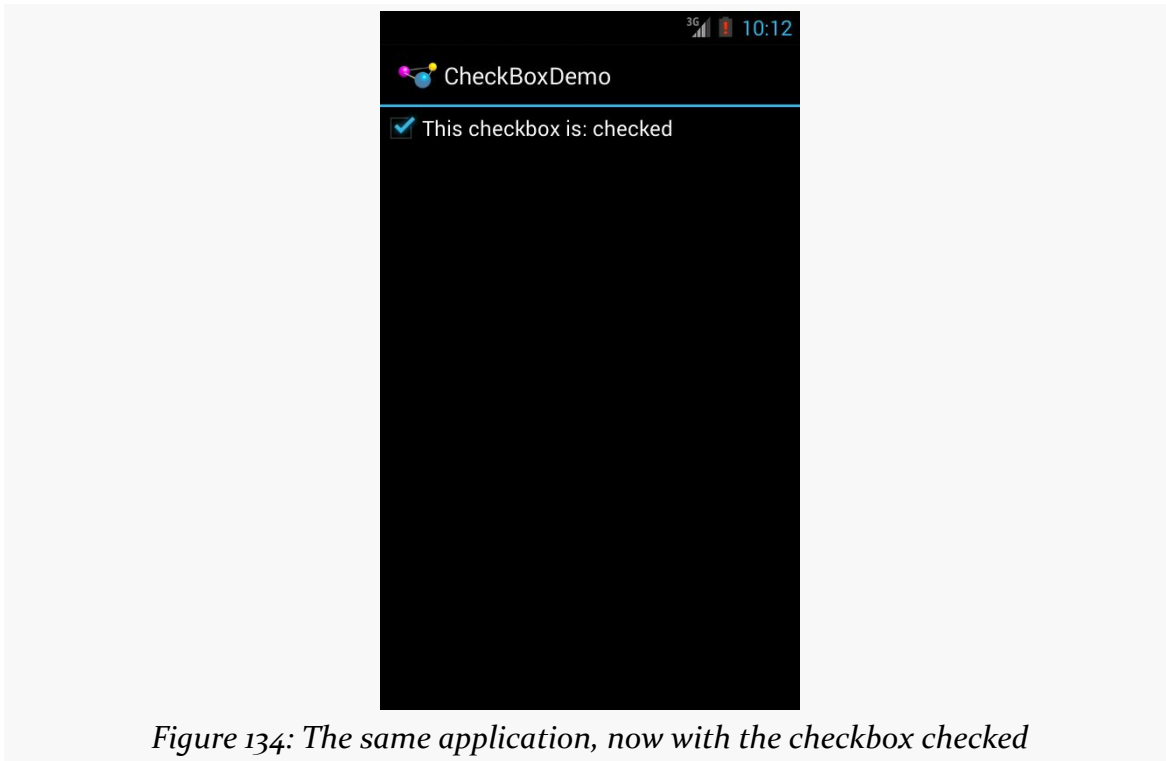 3G 10:12
CheckBoxDemo
This checkbox is: checked
Figure 134: The same application, now with the checkbox checked